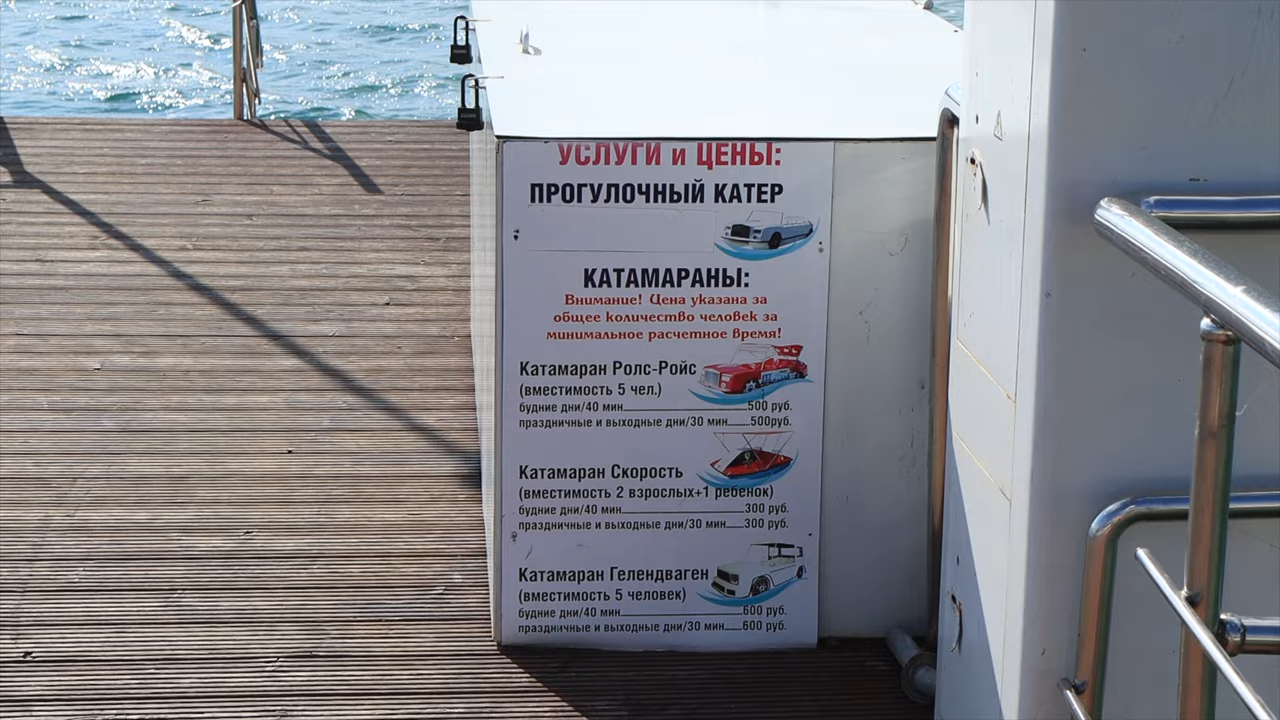 УСЛУГИ и ЦЕНЫ:
ПРОГУЛОЧНЫЙ КАТЕР
КАТАМАРАНЫ:
Внимание! Цена указана за
общее количество человек за
минимальное расчетное время!
Катамаран Ролс-Ройс
(вместимость 5 чел.)
будние дни/40 мин.....500 руб.
праздничные и выходные дни/30 мин.....500руб.
Катамаран Скорость
(вместимость 2 взрослых+1 ребенок)
будние дни/40 мин.....300 руб.
праздничные и выходные дни/30 мин.....300 руб.
Катамаран Гелендваген
(вместимость 5 человек)
будние дни/40 мин.....600 руб.
праздничные и выходные дни/30 мин.....600 руб.